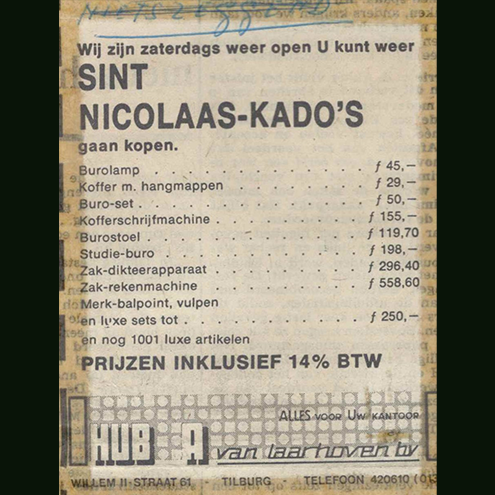 NIETSZEGGEND
Wij zijn zaterdags weer open U kunt weer
SINT
NICOLAAS-KADO'S
gaan kopen.
Burolamp . . . . . . . . . . . . ƒ 45,—
Koffer m. hangmappen . . . . . . . . ƒ 29,—
Buro-set . . . . . . . . . . . . ƒ 50,—
Kofferschrijfmachine . . . . . . . . . ƒ 155,—
Burostoel . . . . . . . . . . . . ƒ 119,70
Studie-buro . . . . . . . . . . . ƒ 198,—
Zak-dikteerapparaat . . . . . . . . . ƒ 296,40
Zak-rekenmachine . . . . . . . . . ƒ 558,60
Merk-balpoint, vulpen
en luxe sets tot . . . . . . . . . . ƒ 250,—
en nog 1001 luxe artikelen
PRIJZEN INKLUSIEF 14% BTW
ALLES VOOR UW KANTOOR
HUB A van laarhoven bv
WILLEM II-STRAAT 61 - TILBURG - TELEFOON 420610 (013